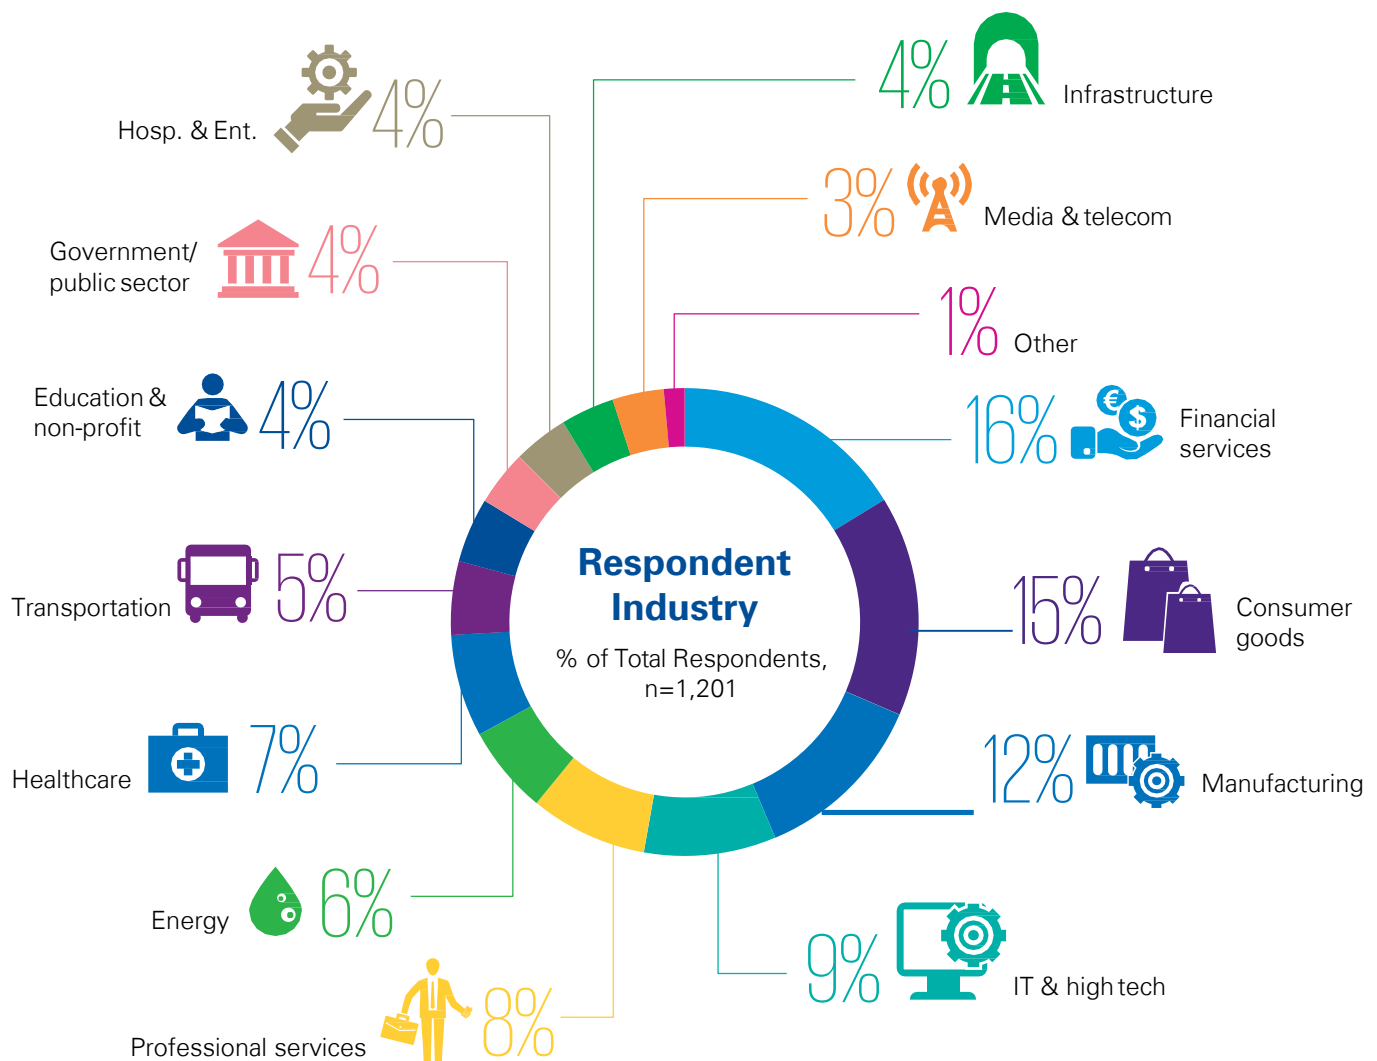 4%
Infrastructure
Hosp. & Ent.
4%
3%
Media & telecom
Government/
public sector
4%
1%
Other
Education &
non-profit
4%
16%
€
$
Financial
services
Respondent
Industry
% of Total Respondents,
n=1,201
Transportation
5%
15%
Consumer
goods
Healthcare
7%
12%
Manufacturing
Energy
6%
9%
IT & high tech
Professional services
8%